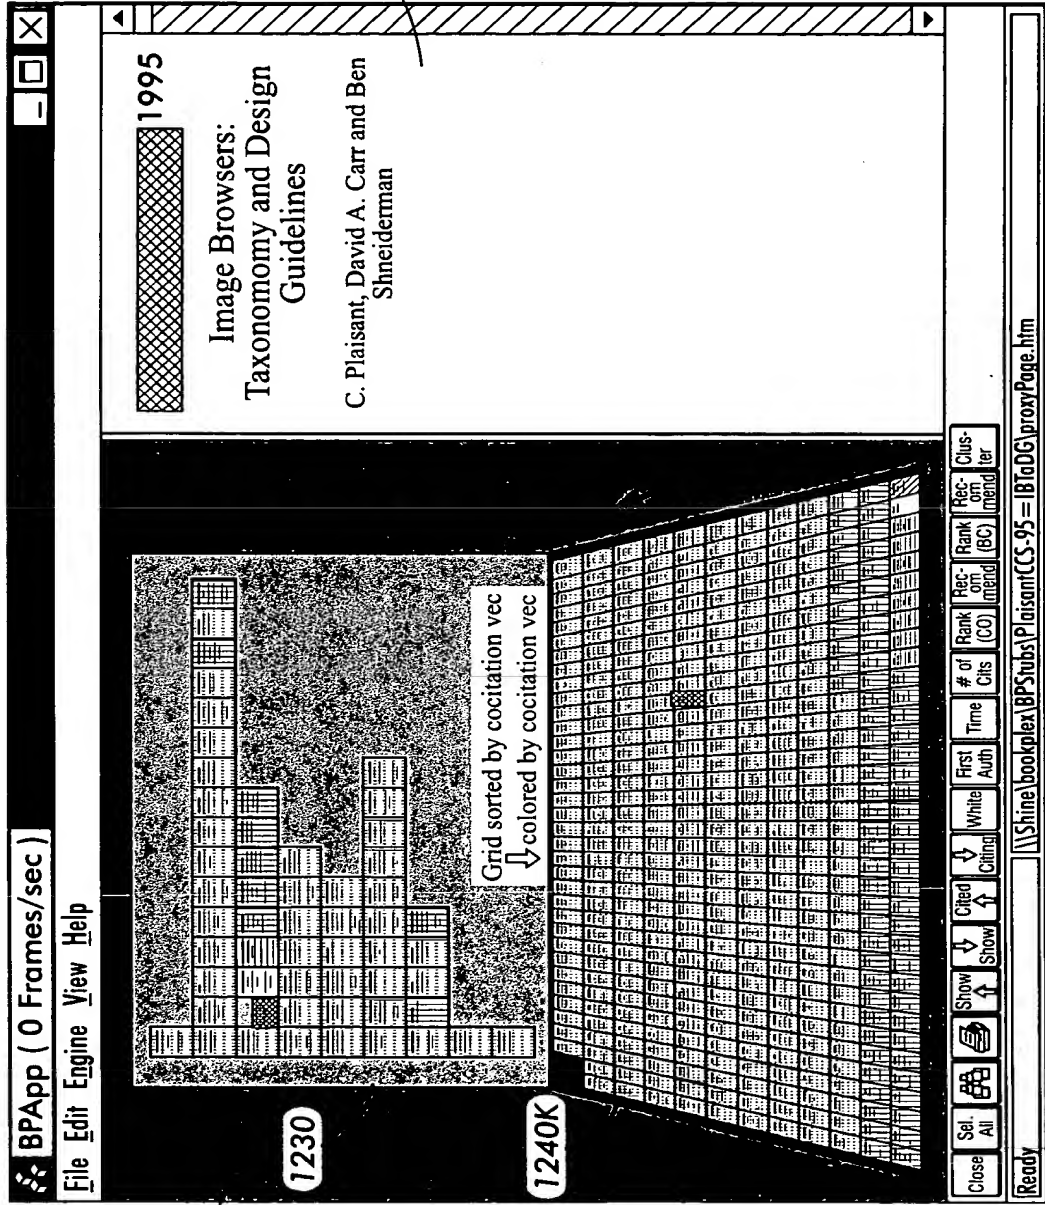 BPApp ( 0 Frames/sec )
File Edit Engine View Help
1995
Image Browsers:
Taxonomomy and Design
Guidelines
C. Plaisant, David A. Carr and Ben
Shneiderman
1230
1240K
Grid sorted by cocitation vec
colored by cocitation vec
Close
Sel. All
Show
Show
Cited
Citing
White
First Auth
Time
# of Cits
Rank (CO)
Rec- om mend
Rank (BC)
Rec- om mend
Clus- ter
Ready
\\Shine\bookplex\BPStubs\PlaisantCCS-95=IBTaDG\proxyPage.htm